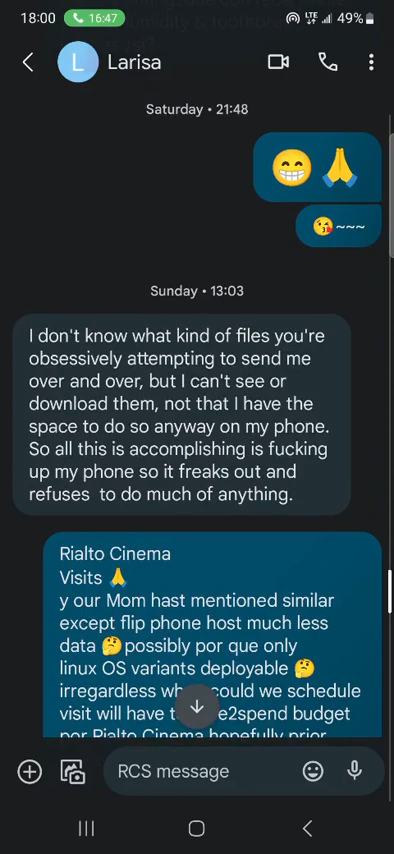 18:00 16:47 LTE 49%
L Larisa
Saturday • 21:48
😁🙏
😘~~~
Sunday • 13:03
I don't know what kind of files you're
obsessively attempting to send me
over and over, but I can't see or
download them, not that I have the
space to do so anyway on my phone.
So all this is accomplishing is fucking
up my phone so it freaks out and
refuses to do much of anything.
Rialto Cinema
Visits 🙏
y our Mom hast mentioned similar
except flip phone host much less
data 🤔possibly por que only
linux OS variants deployable 🤔
irregardless could we schedule
visit will have budget
por Rialto Cinema hopefully prior
RCS message